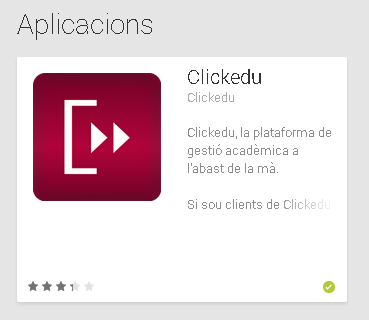 Aplicacions
Clickedu
Clickedu
Clickedu, la plataforma de
gestió acadèmica a
l'abast de la mà.
Si sou clients de Clickedu